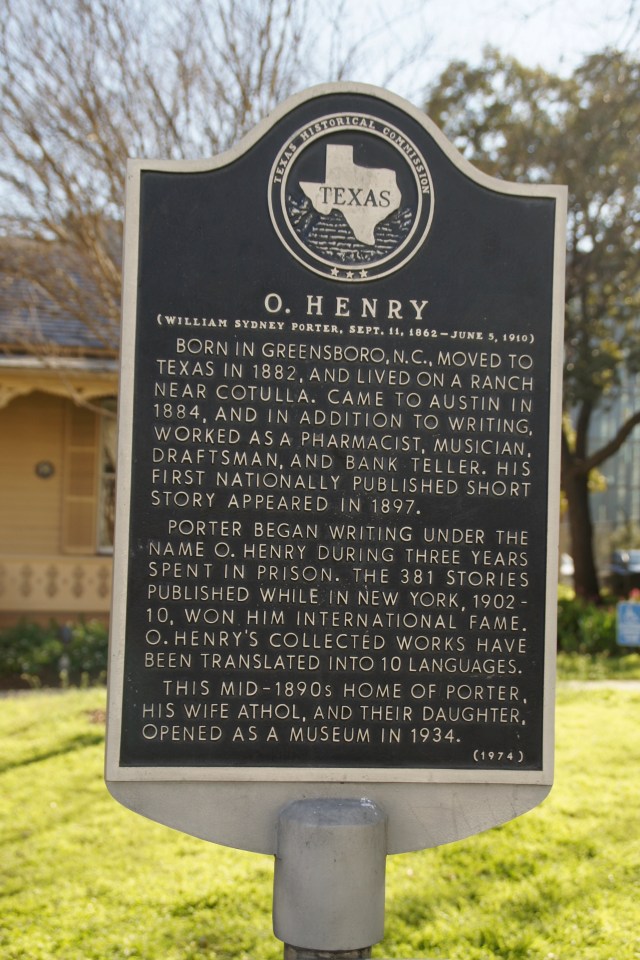 TEXAS HISTORICAL COMMISSION
TEXAS
O. HENRY
(WILLIAM SYDNEY PORTER, SEPT. 11, 1862—JUNE 5, 1910)
BORN IN GREENSBORO, N.C., MOVED TO
TEXAS IN 1882, AND LIVED ON A RANCH
NEAR COTULLA. CAME TO AUSTIN IN
1884, AND IN ADDITION TO WRITING,
WORKED AS A PHARMACIST, MUSICIAN,
DRAFTSMAN, AND BANK TELLER. HIS
FIRST NATIONALLY PUBLISHED SHORT
STORY APPEARED IN 1897.
PORTER BEGAN WRITING UNDER THE
NAME O. HENRY DURING THREE YEARS
SPENT IN PRISON. THE 381 STORIES
PUBLISHED WHILE IN NEW YORK, 1902-
10, WON HIM INTERNATIONAL FAME.
O. HENRY'S COLLECTED WORKS HAVE
BEEN TRANSLATED INTO 10 LANGUAGES.
THIS MID-1890s HOME OF PORTER,
HIS WIFE ATHOL, AND THEIR DAUGHTER,
OPENED AS A MUSEUM IN 1934.
(1974)